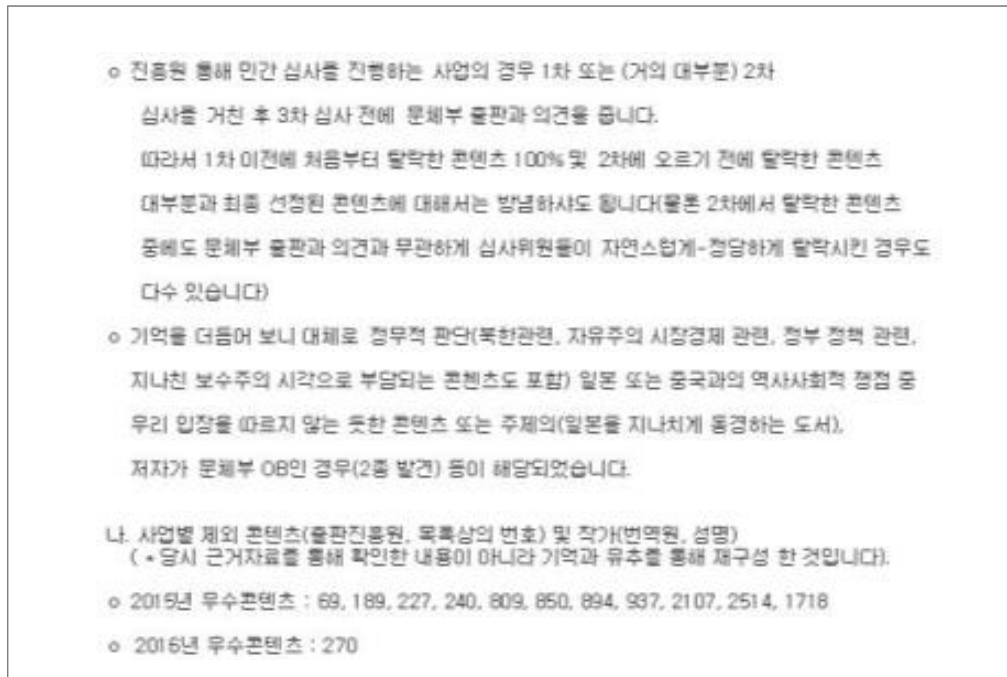 ㅇ 진흥원 통해 민간 심사를 진행하는 사업의 경우 1차 또는 (거의 대부분) 2차
심사를 거친 후 3차 심사 전에 문체부 출판과 의견을 줍니다.
따라서 1차 이전에 처음부터 탈락한 콘텐츠 100% 및 2차에 오르기 전에 탈락한 콘텐츠
대부분과 최종 선정된 콘텐츠에 대해서는 방념하셔도 됩니다(물론 2차에서 탈락한 콘텐츠
중에도 문체부 출판과 의견과 무관하게 심사위원들이 자연스럽게-정당하게 탈락시킨 경우도
다수 있습니다)
ㅇ 기억을 더듬어 보니 대체로 정무적 판단(북한관련, 자유주의 시장경제 관련, 정부 정책 관련,
지나친 보수주의 시각으로 부담되는 콘텐츠도 포함) 일본 또는 중국과의 역사사회적 쟁점 중
우리 입장을 따르지 않는 듯한 콘텐츠 또는 주제의(일본을 지나치게 동경하는 도서),
저자가 문체부 OB인 경우(2종 발견) 등이 해당되었습니다.
나. 사업별 제외 콘텐츠(출판진흥원, 목록상의 번호) 및 작가(번역원, 성명)
( * 당시 근거자료를 통해 확인한 내용이 아니라 기억과 유추를 통해 재구성 한 것입니다).
ㅇ 2015년 우수콘텐츠 : 69, 189, 227, 240, 809, 850, 894, 937, 2107, 2514, 1718
ㅇ 2016년 우수콘텐츠 : 270